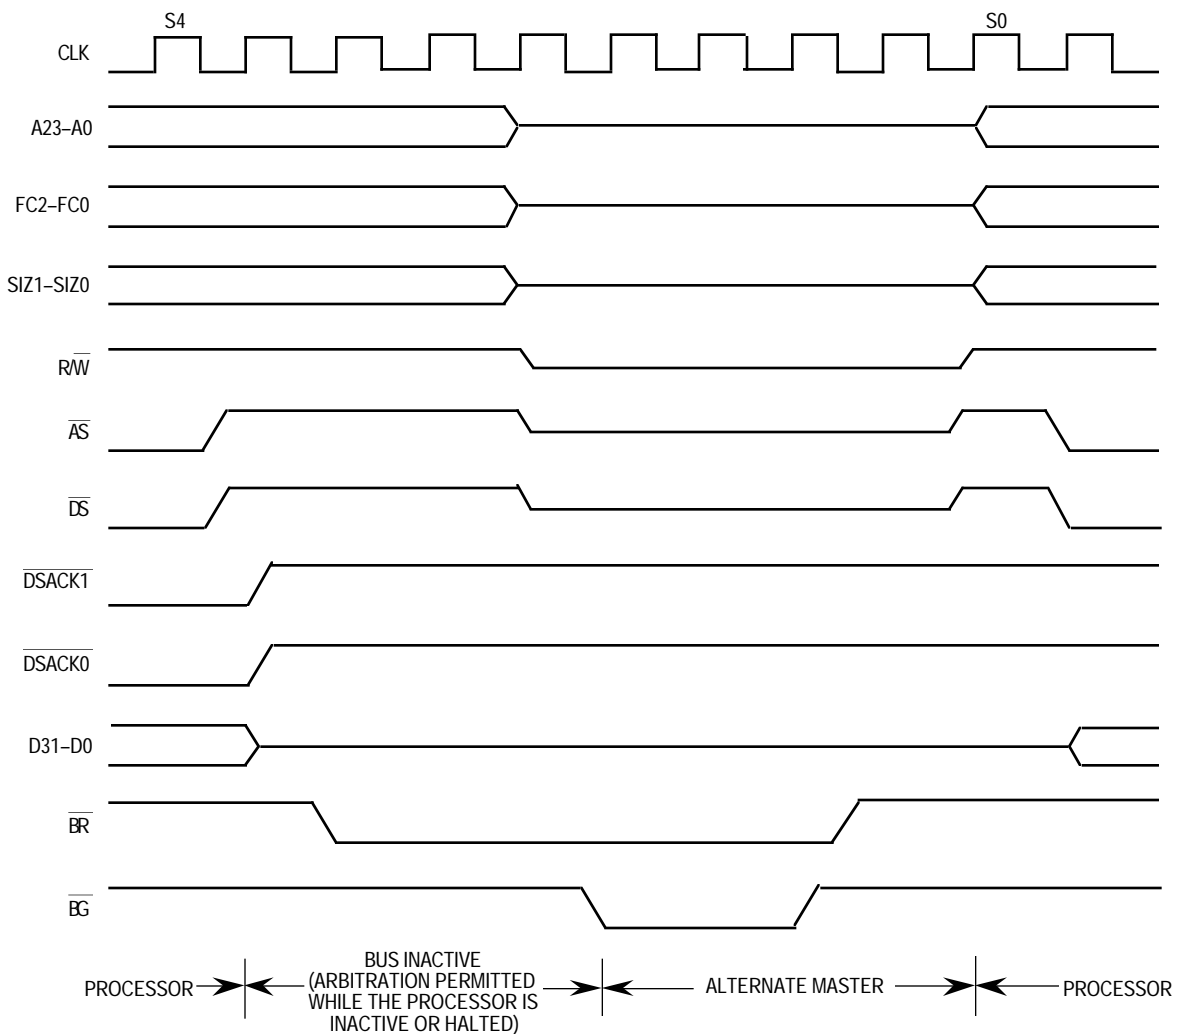 S4
S0
CLK
A23–A0
FC2–FC0
SIZ1–SIZ0
R/W
AS
DS
DSACK1
DSACK0
D31–D0
BR
BG
PROCESSOR
BUS INACTIVE
(ARBITRATION PERMITTED
WHILE THE PROCESSOR IS
INACTIVE OR HALTED)
ALTERNATE MASTER
PROCESSOR